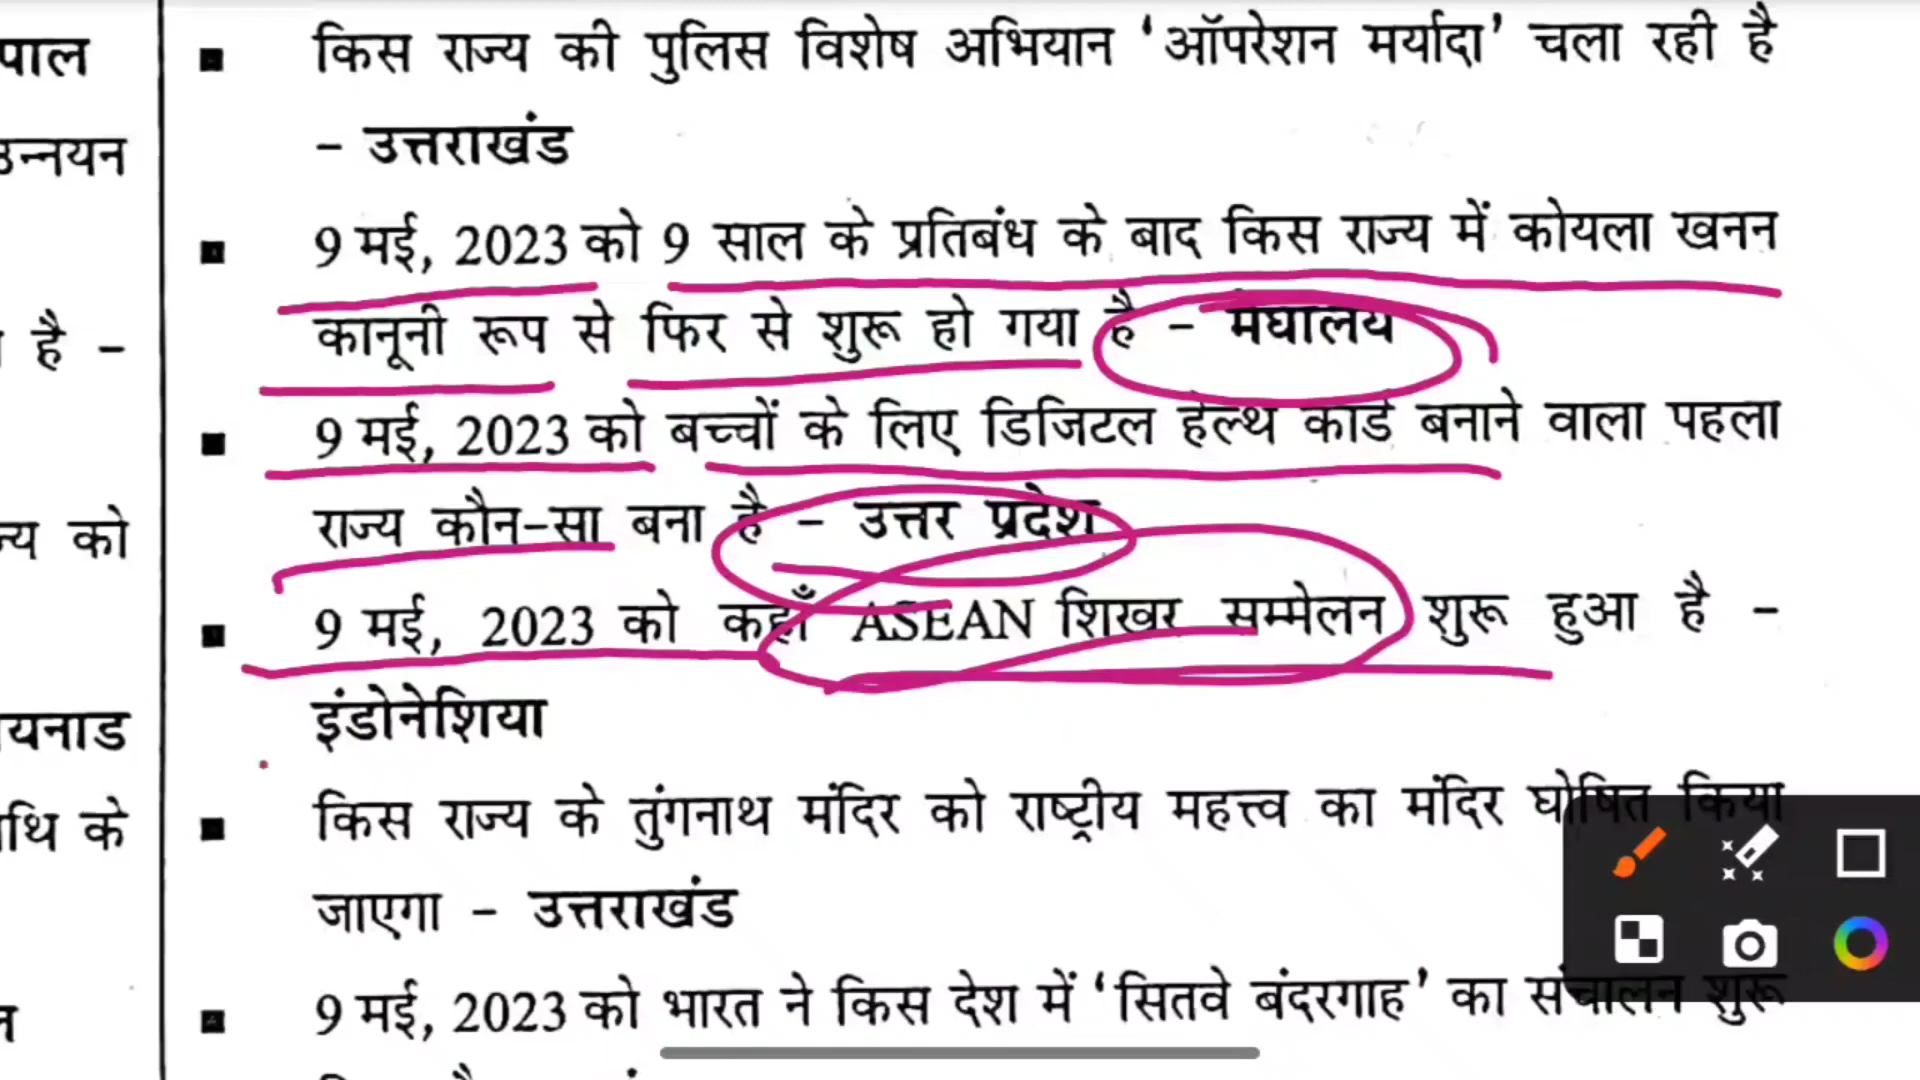 पाल
उन्नयन
है -
ज्य को
यनाड
थि के
किस राज्य की पुलिस विशेष अभियान ‘ऑपरेशन मर्यादा’ चला रही है
- उत्तराखंड
9 मई, 2023 को 9 साल के प्रतिबंध के बाद किस राज्य में कोयला खनन
कानूनी रूप से फिर से शुरू हो गया है - मेघालय
9 मई, 2023 को बच्चों के लिए डिजिटल हेल्थ कार्ड बनाने वाला पहला
राज्य कौन-सा बना है - उत्तर प्रदेश
9 मई, 2023 को कहाँ ASEAN शिखर सम्मेलन शुरू हुआ है -
इंडोनेशिया
किस राज्य के तुंगनाथ मंदिर को राष्ट्रीय महत्त्व का मंदिर घोषित किया
जाएगा - उत्तराखंड
9 मई, 2023 को भारत ने किस देश में ‘सितवे बंदरगाह’ का संचालन शुरू